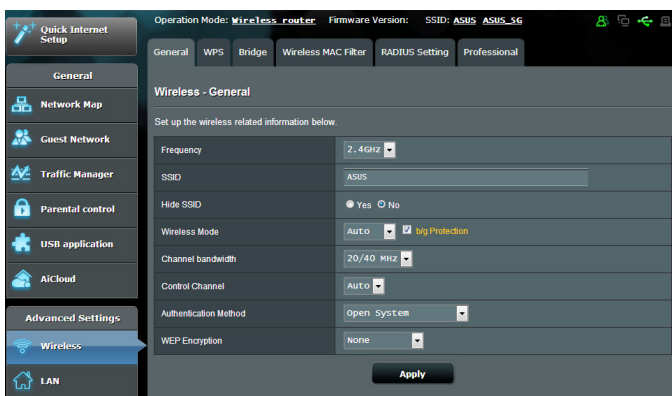 Quick Internet Setup
Operation Mode: Wireless router Firmware Version: SSID: ASUS ASUS_5G
General WPS Bridge Wireless MAC Filter RADIUS Setting Professional
General
Network Map
Guest Network
Traffic Manager
Parental control
USB application
AiCloud
Advanced Settings
Wireless
LAN
Wireless - General
Set up the wireless related information below.
Frequency 2.4GHz
SSID ASUS
Hide SSID Yes No
Wireless Mode Auto b/g Protection
Channel bandwidth 20/40 MHz
Control Channel Auto
Authentication Method Open System
WEP Encryption None
Apply